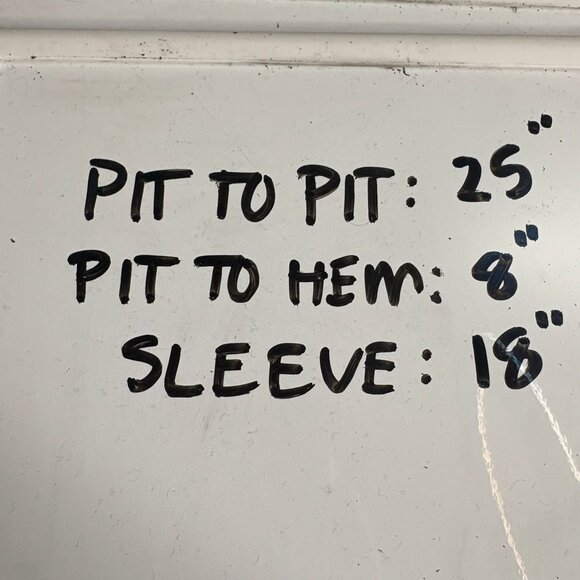 PIT TO PIT: 25"
PIT TO HEM: 8"
SLEEVE: 18"